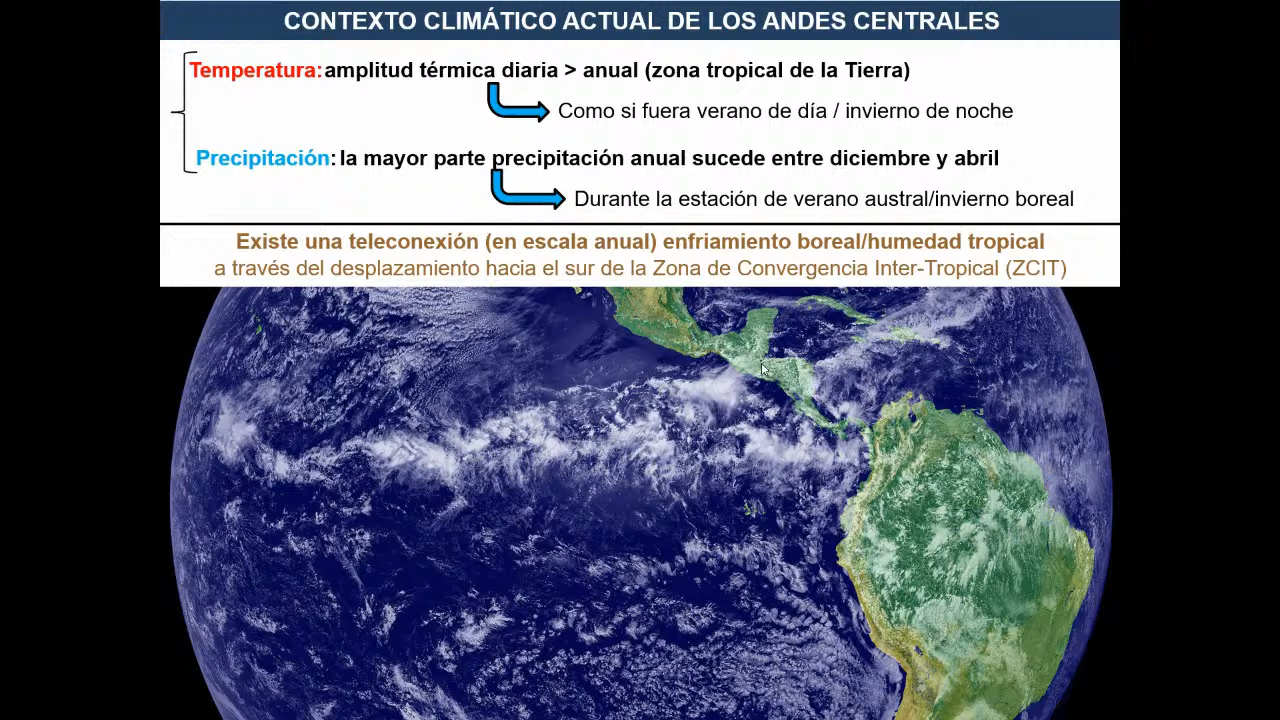 CONTEXTO CLIMÁTICO ACTUAL DE LOS ANDES CENTRALES
Temperatura: amplitud térmica diaria > anual (zona tropical de la Tierra)
Como si fuera verano de día / invierno de noche
Precipitación: la mayor parte precipitación anual sucede entre diciembre y abril
Durante la estación de verano austral/invierno boreal
Existe una teleconexión (en escala anual) enfriamiento boreal/humedad tropical
a través del desplazamiento hacia el sur de la Zona de Convergencia Inter-Tropical (ZCIT)